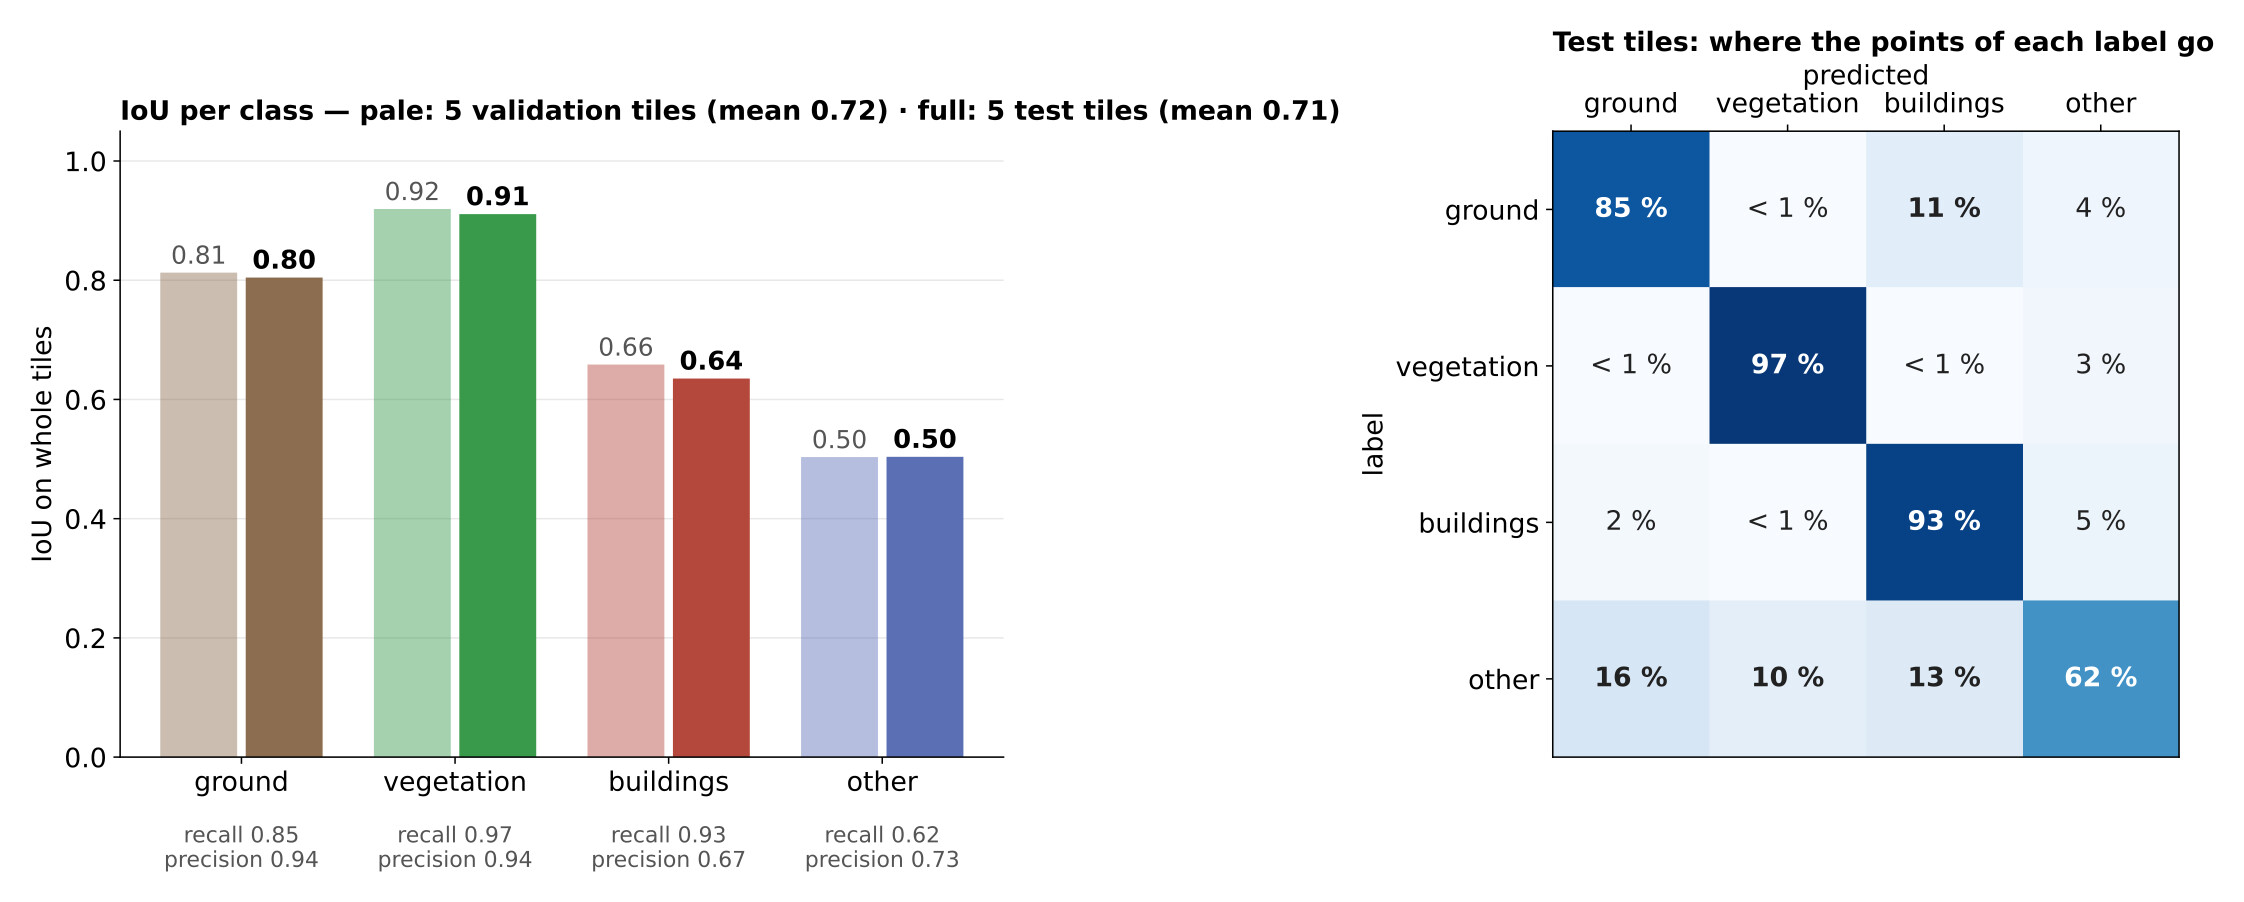 IoU per class — pale: 5 validation tiles (mean 0.72) · full: 5 test tiles (mean 0.71)
IoU on whole tiles
1.0
0.8
0.6
0.4
0.2
0.0
0.81
0.80
0.92
0.91
0.66
0.64
0.50
0.50
ground
vegetation
buildings
other
recall 0.85
precision 0.94
recall 0.97
precision 0.94
recall 0.93
precision 0.67
recall 0.62
precision 0.73
Test tiles: where the points of each label go
predicted
ground vegetation buildings other
label
ground 85 % < 1 % 11 % 4 %
vegetation < 1 % 97 % < 1 % 3 %
buildings 2 % < 1 % 93 % 5 %
other 16 % 10 % 13 % 62 %